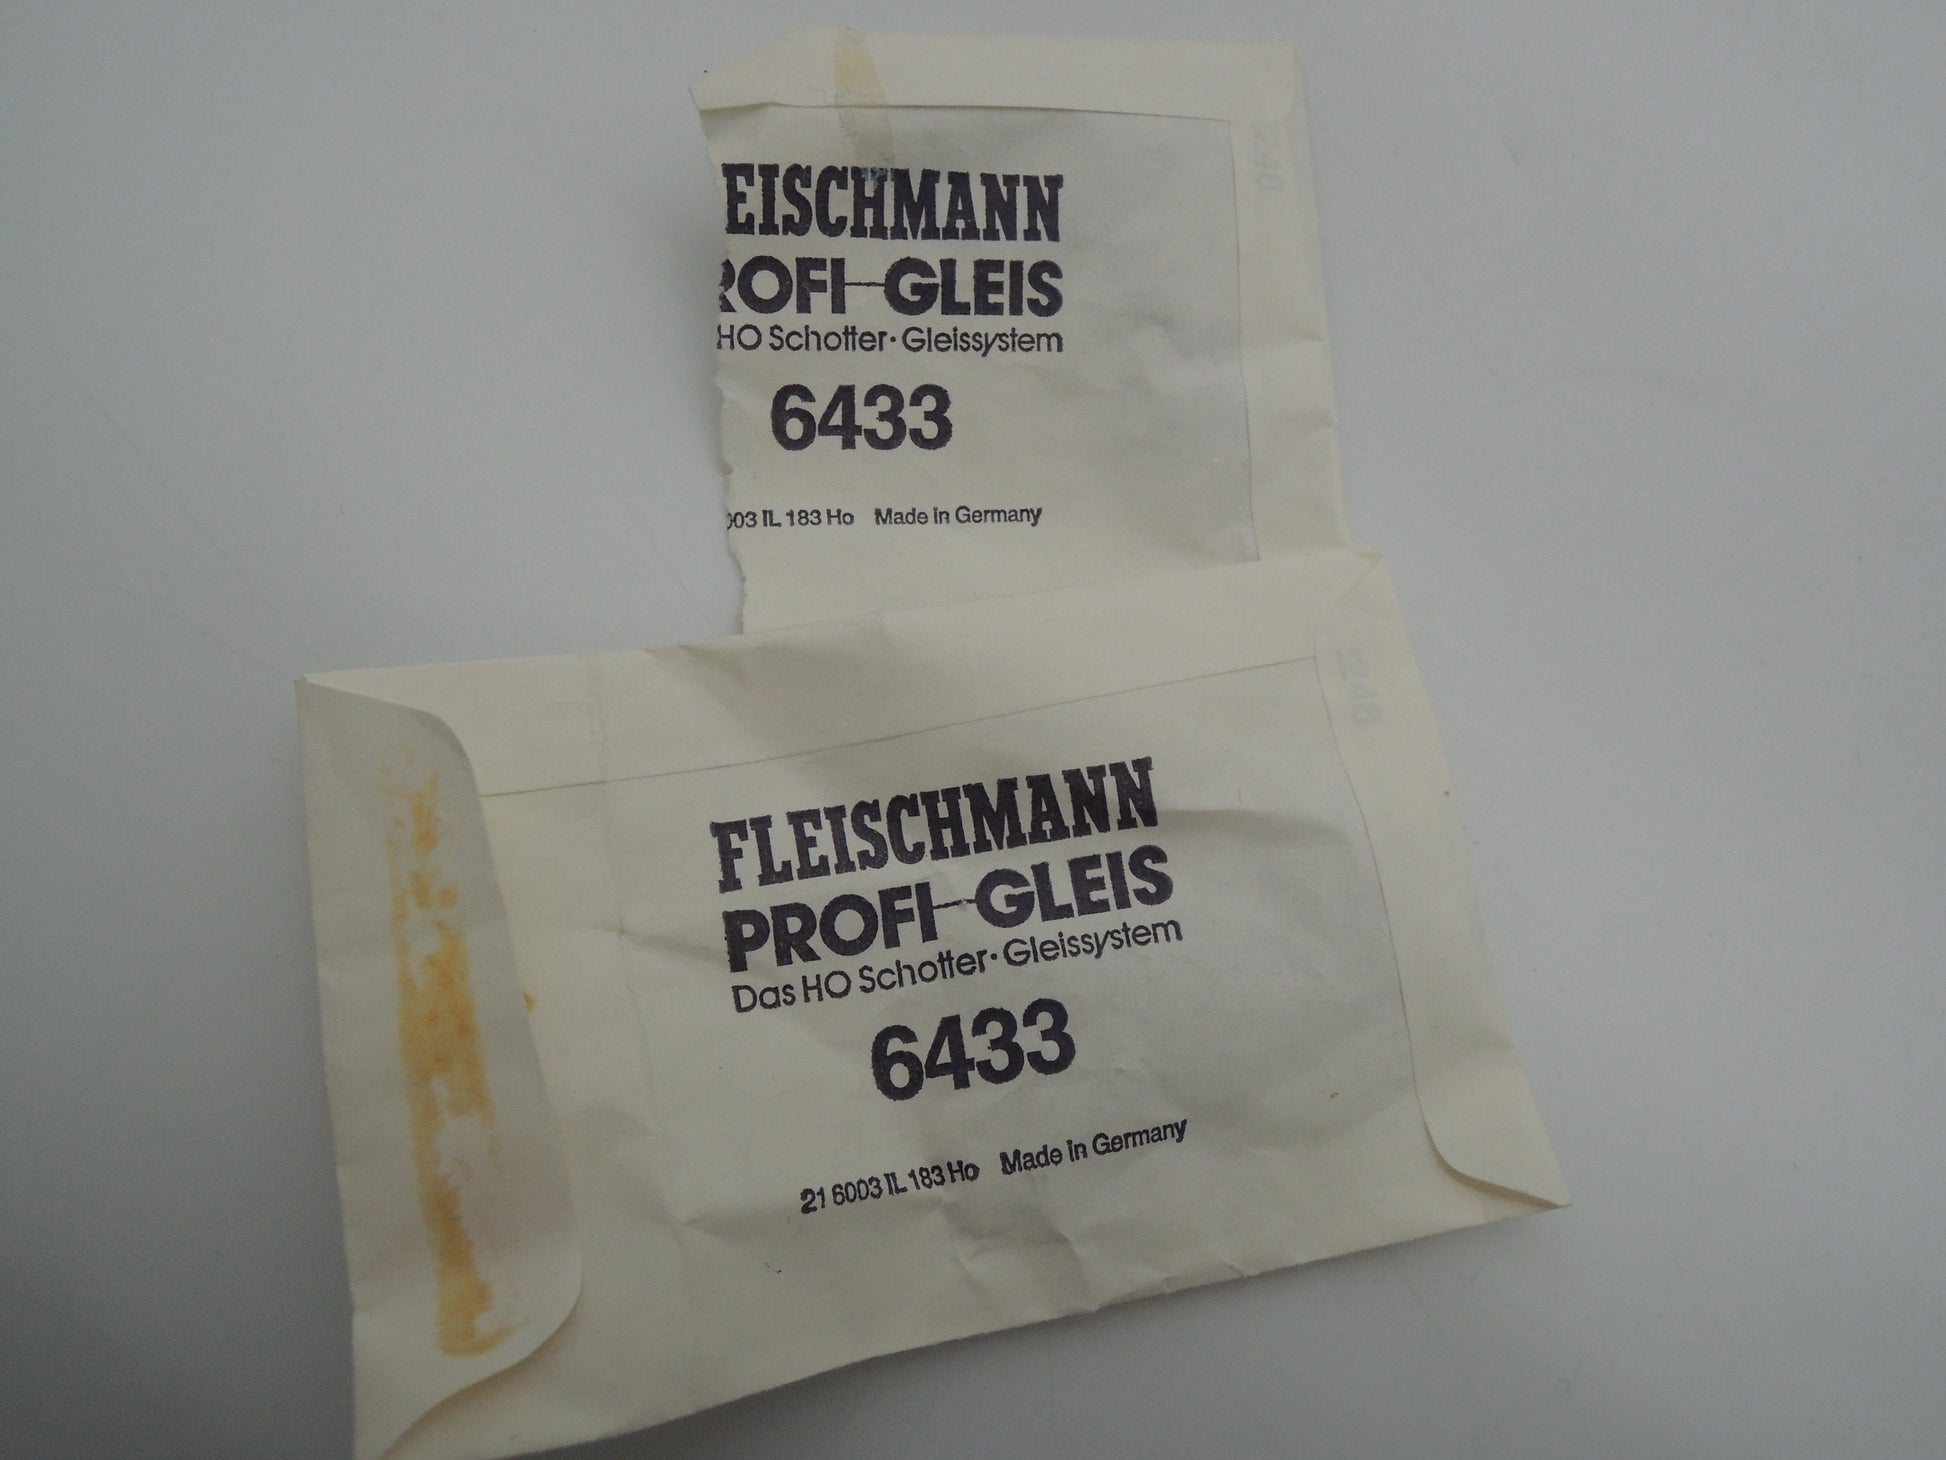 EISCHMANN
ROFI-GLEIS
HO Schotter·Gleissystem
6433
003 IL 183 Ho Made in Germany
FLEISCHMANN
PROFI-GLEIS
Das HO Schotter·Gleissystem
6433
21 6003 IL 183 Ho Made in Germany